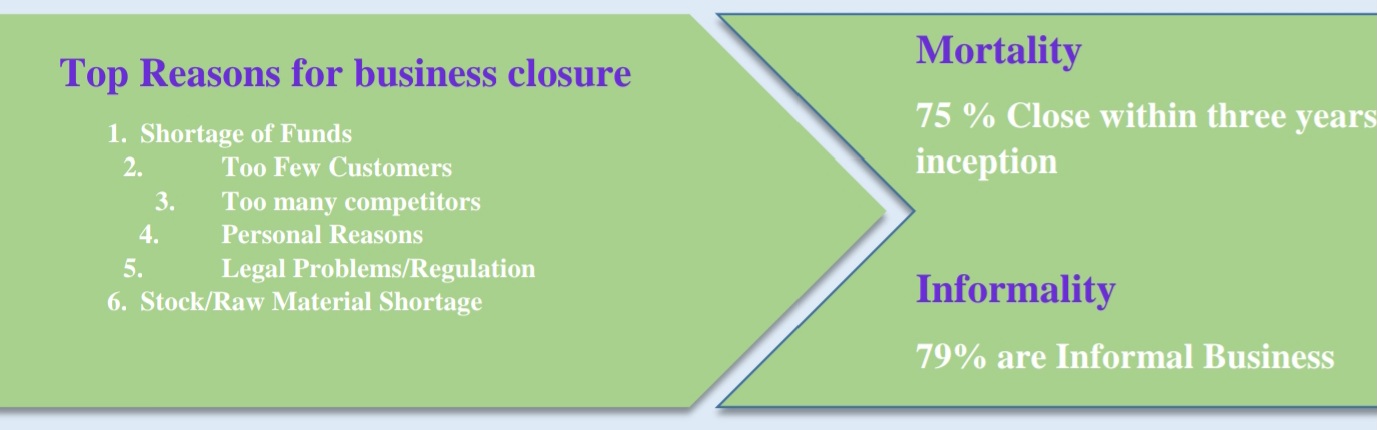 Top Reasons for business closure
1. Shortage of Funds
2. Too Few Customers
3. Too many competitors
4. Personal Reasons
5. Legal Problems/Regulation
6. Stock/Raw Material Shortage
Mortality
75 % Close within three years
inception
Informality
79% are Informal Business